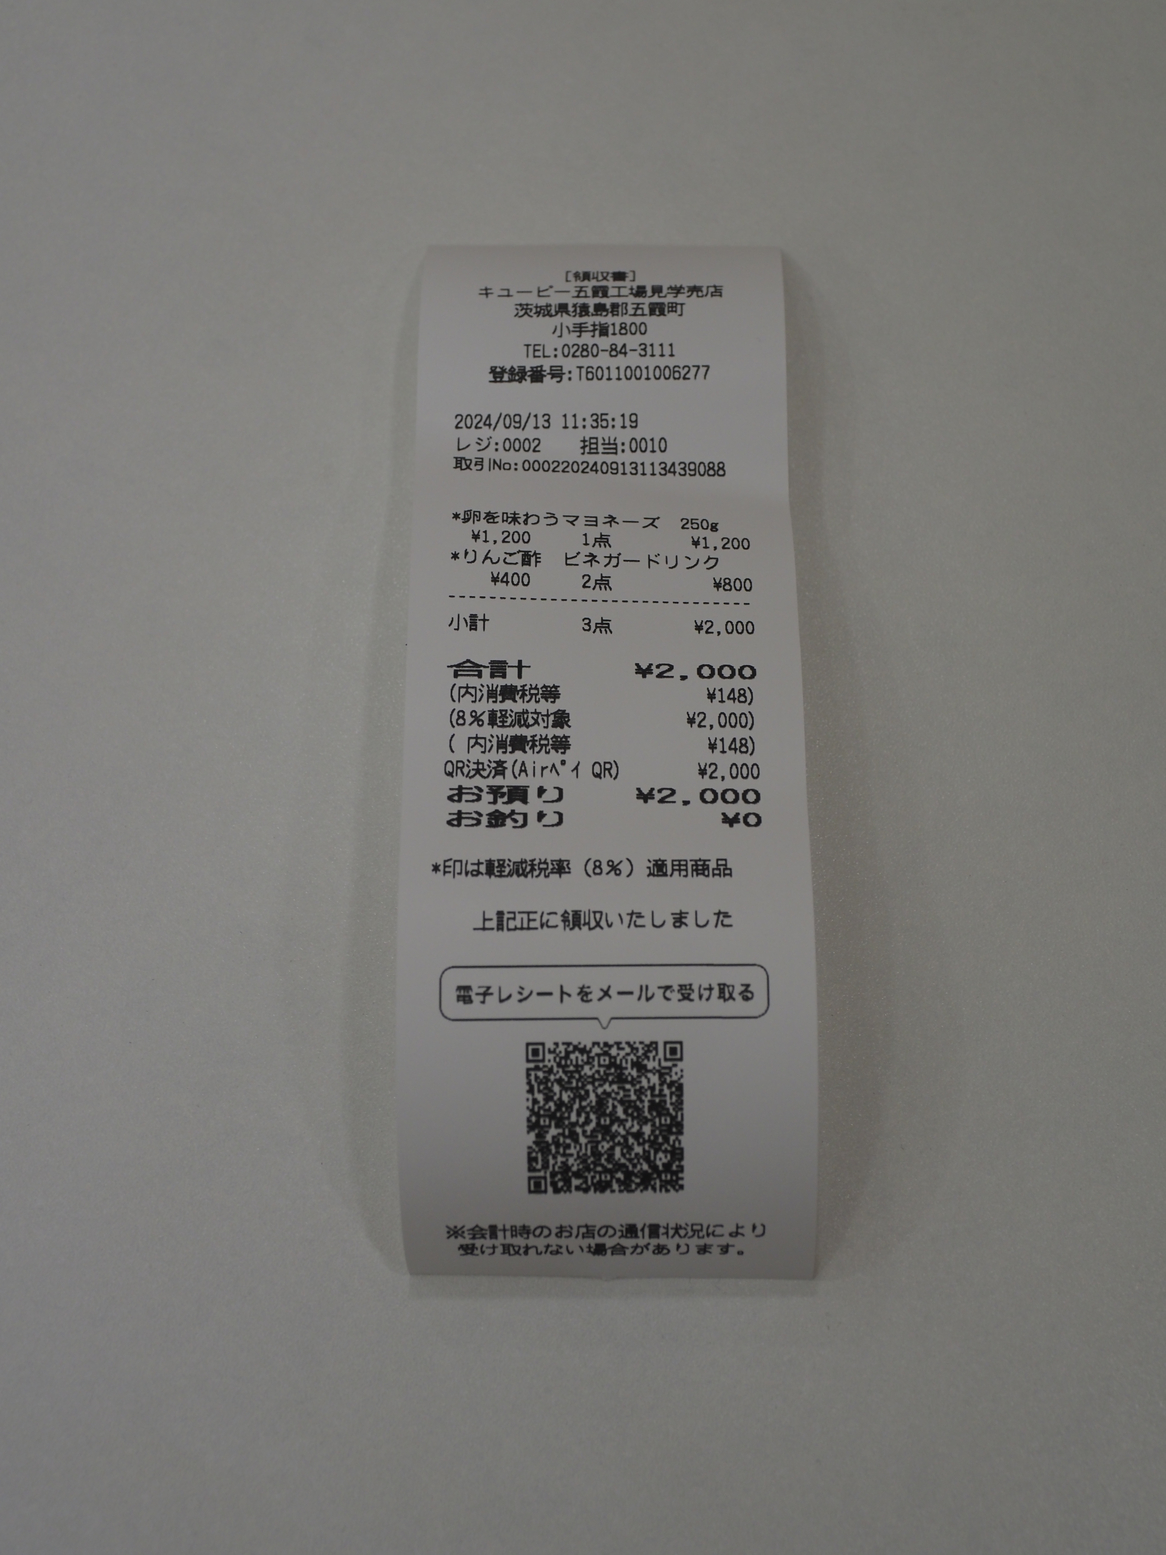 [領収書]
キユーピー五霞工場見学売店
茨城県猿島郡五霞町
小手指1800
TEL:0280-84-3111
登録番号:T6011001006277
2024/09/13 11:35:19
レジ:0002 担当:0010
取引No:000220240913113439088
*卵を味わうマヨネーズ 250g
¥1,200 1点 ¥1,200
*りんご酢 ビネガードリンク
¥400 2点 ¥800
小計 3点 ¥2,000
合計 ¥2,000
(内消費税等 ¥148)
(8%軽減対象 ¥2,000)
( 内消費税等 ¥148)
QR決済(Airペイ QR) ¥2,000
お預り ¥2,000
お釣り ¥0
*印は軽減税率(8%)適用商品
上記正に領収いたしました
電子レシートをメールで受け取る
※会計時のお店の通信状況により
受け取れない場合があります。